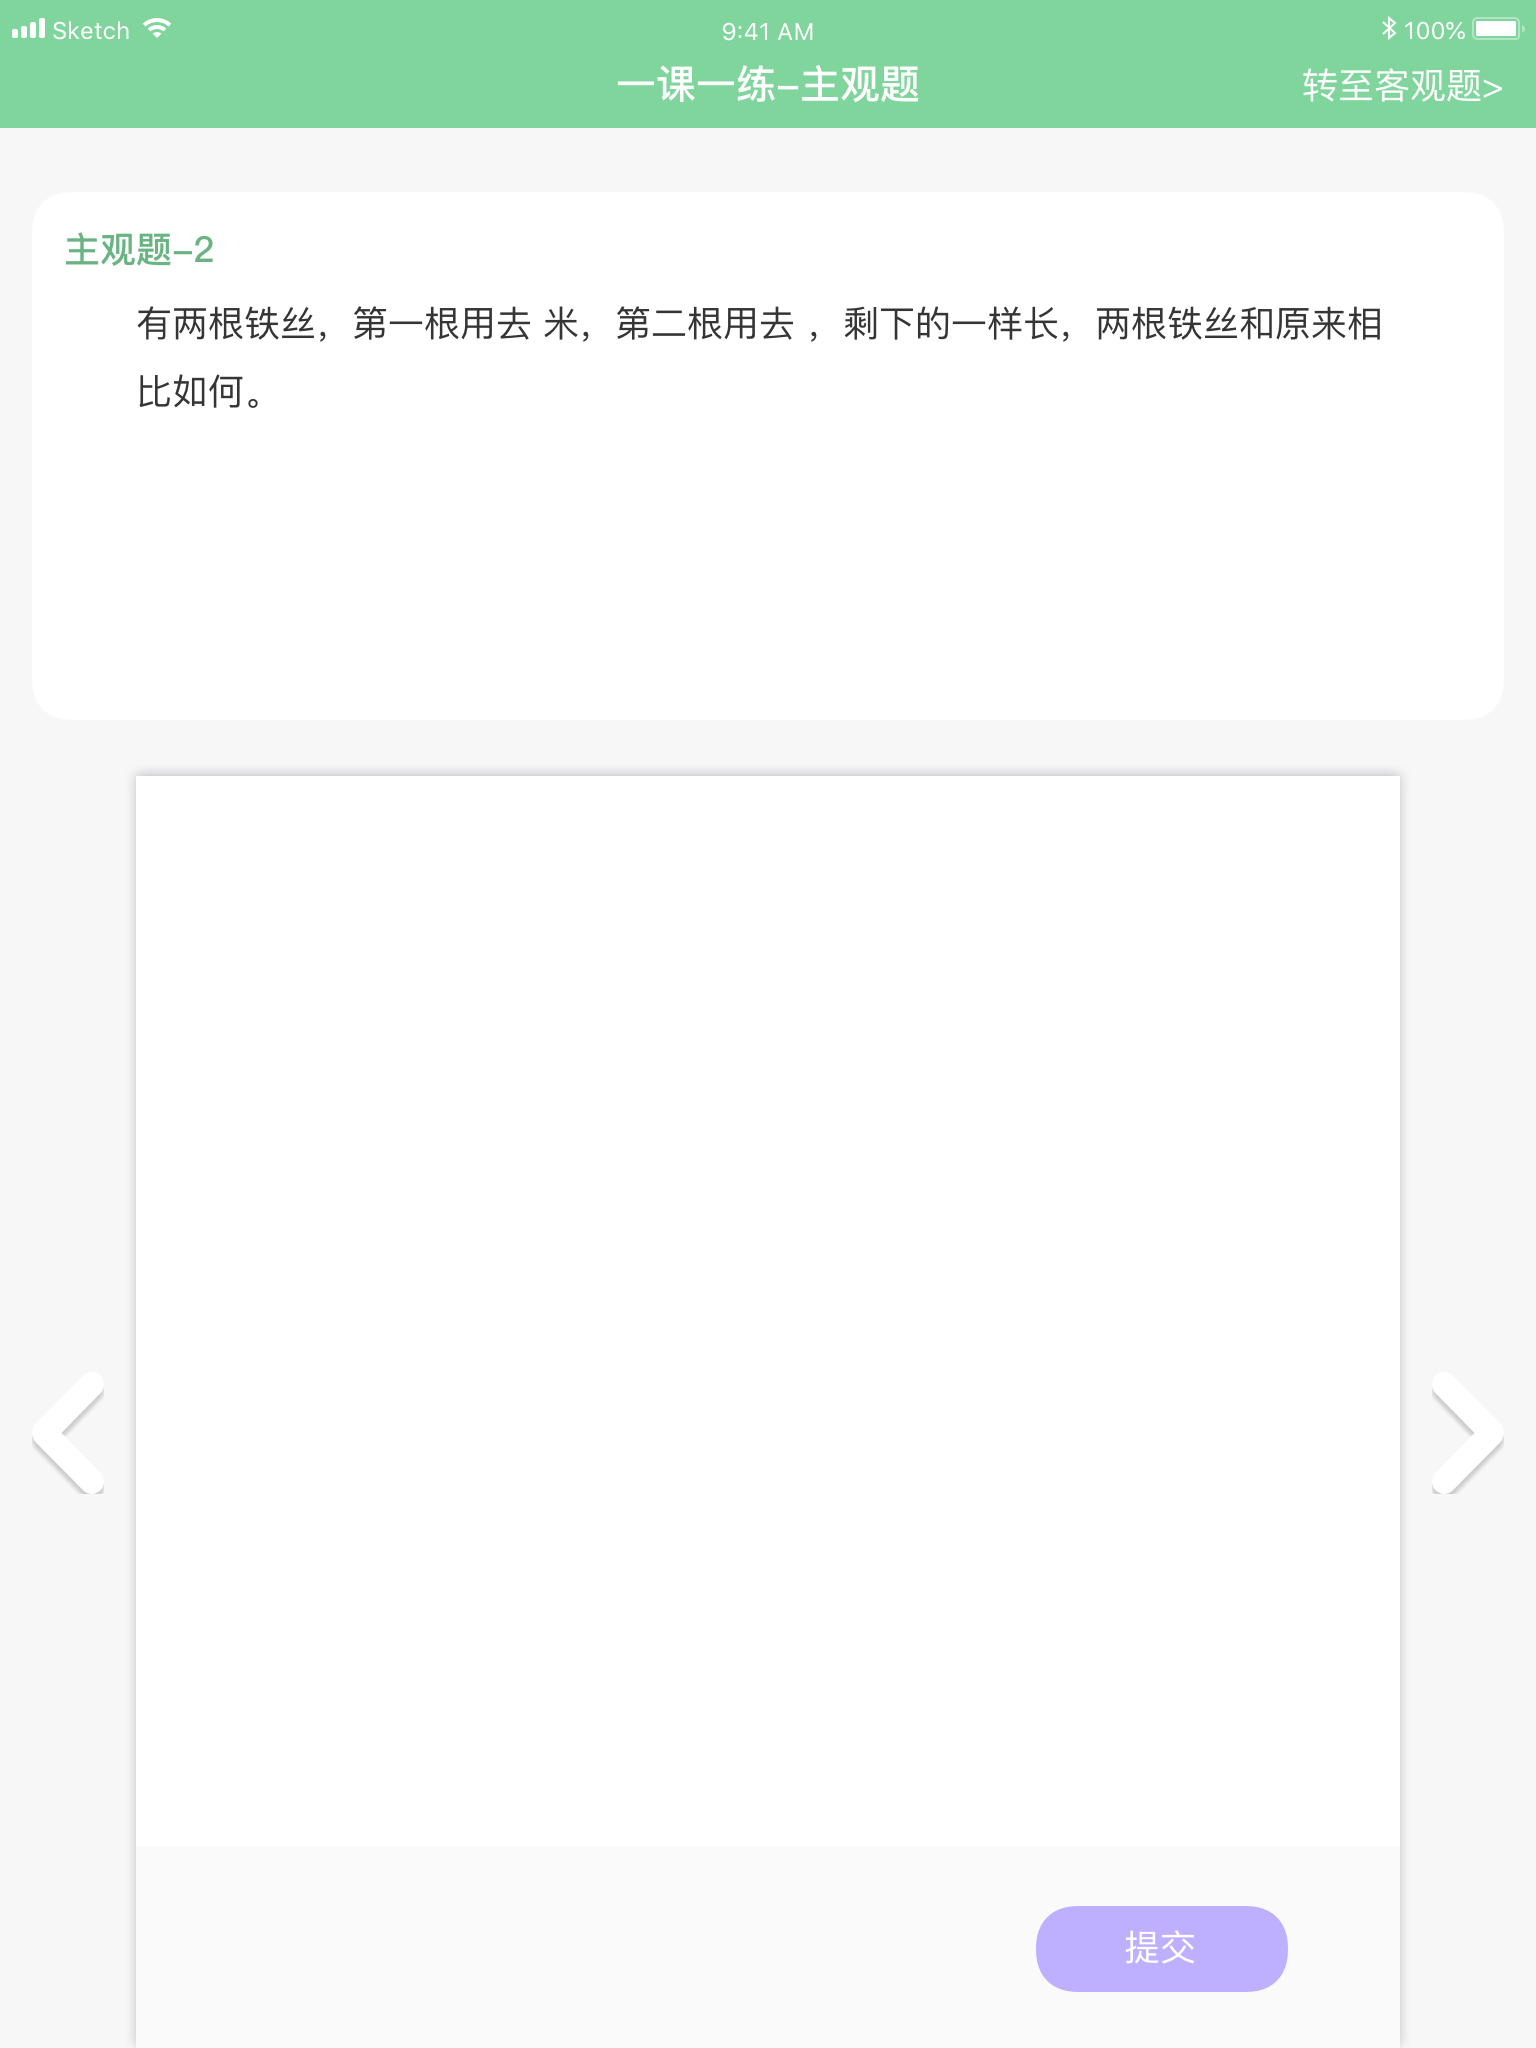 Sketch 9:41 AM 100%
一课一练-主观题 转至客观题>
主观题-2
有两根铁丝，第一根用去 米，第二根用去 ，剩下的一样长，两根铁丝和原来相
比如何。
提交